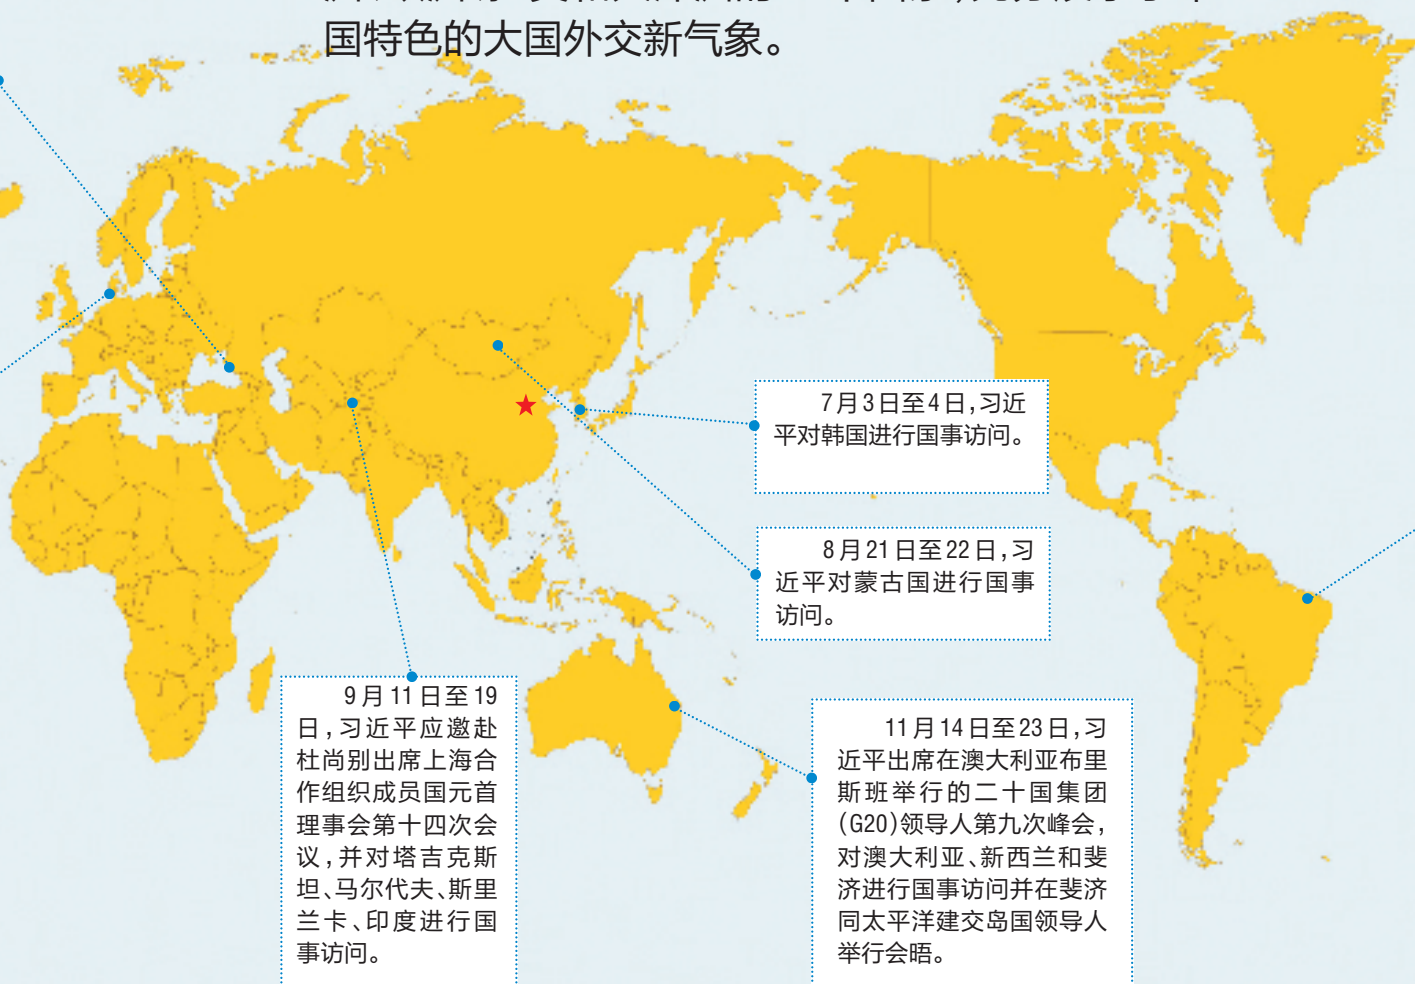 国特色的大国外交新气象。
7月3日至4日,习近
平对韩国进行国事访问。
8月21日至22日,习
近平对蒙古国进行国事
访问。
9月11日至19
日,习近平应邀赴
杜尚别出席上海合
作组织成员国元首
理事会第十四次会
议,并对塔吉克斯
坦、马尔代夫、斯里
兰卡、印度进行国
事访问。
11月14日至23日,习
近平出席在澳大利亚布里
斯班举行的二十国集团
(G20)领导人第九次峰会,
对澳大利亚、新西兰和斐
济进行国事访问并在斐济
同太平洋建交岛国领导人
举行会晤。